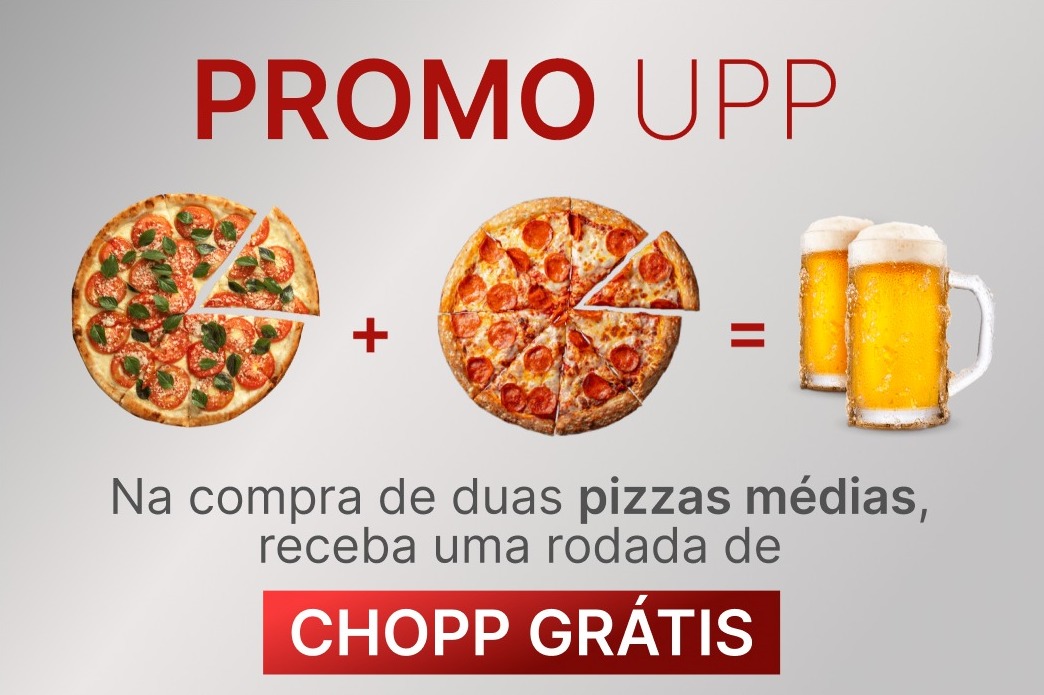 PROMO UPP
+
=
Na compra de duas pizzas médias,
receba uma rodada de
CHOPP GRÁTIS